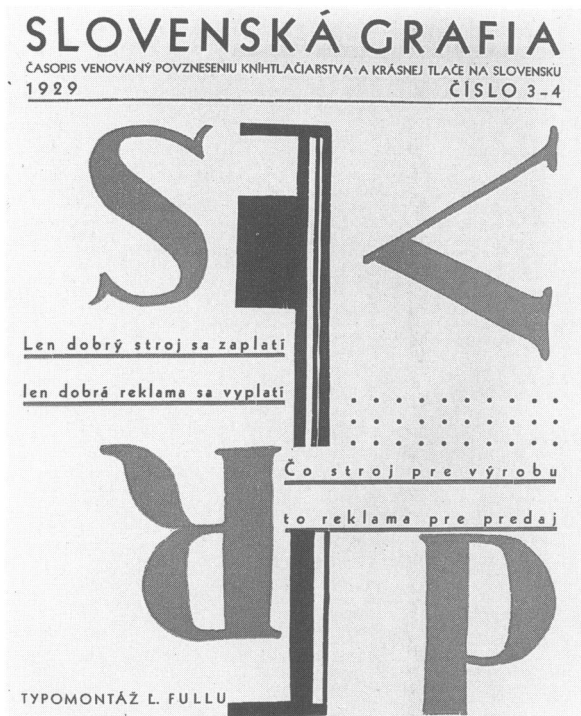 SLOVENSKÁ GRAFIA
ČASOPIS VENOVANÝ POVZNESENIU KNÍHTLAČIARSTVA A KRÁSNEJ TLAČE NA SLOVENSKU
1929 ČÍSLO 3-4
S V
Len dobrý stroj sa zaplatí
len dobrá reklama sa vyplatí
Čo stroj pre výrobu
to reklama pre predaj
R P
TYPOMONTÁŽ Ľ. FULLU